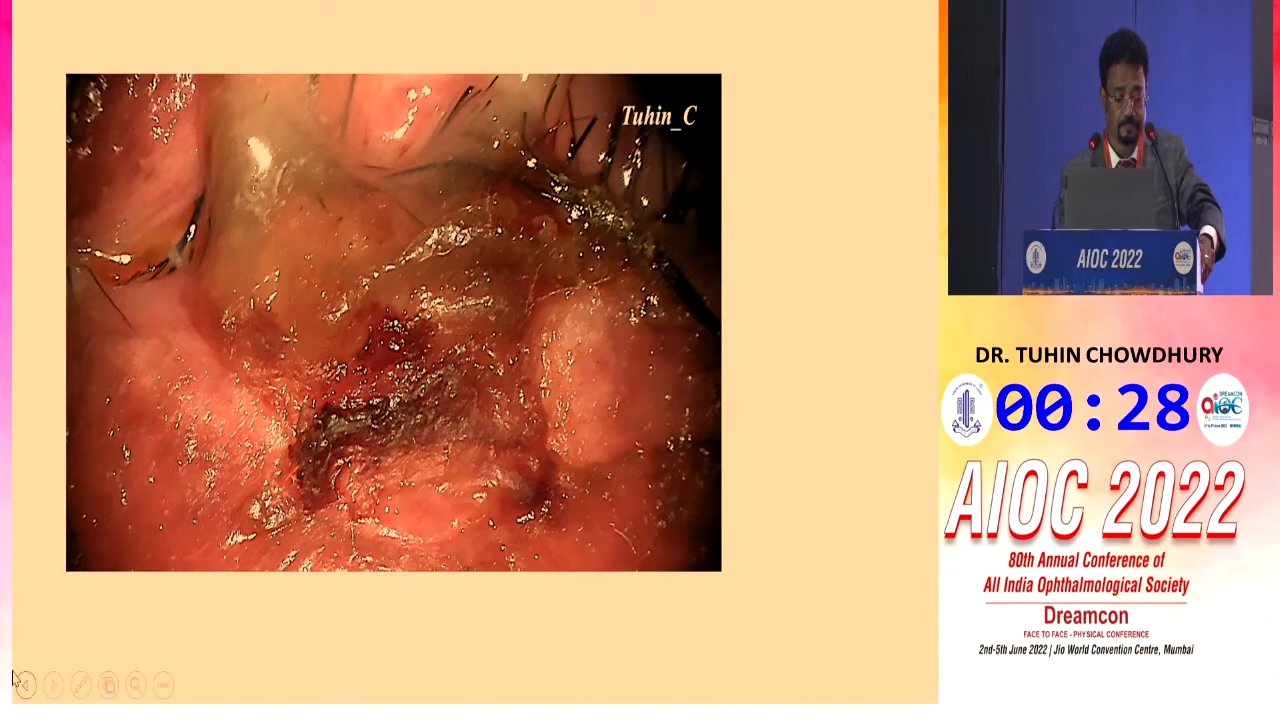 Tuhin_C
AIOC 2022
DR. TUHIN CHOWDHURY
00:28
DREAMCON
aioc
AIOC 2022
80th Annual Conference of
All India Ophthalmological Society
Dreamcon
FACE TO FACE - PHYSICAL CONFERENCE
2nd-5th June 2022 | Jio World Convention Centre, Mumbai